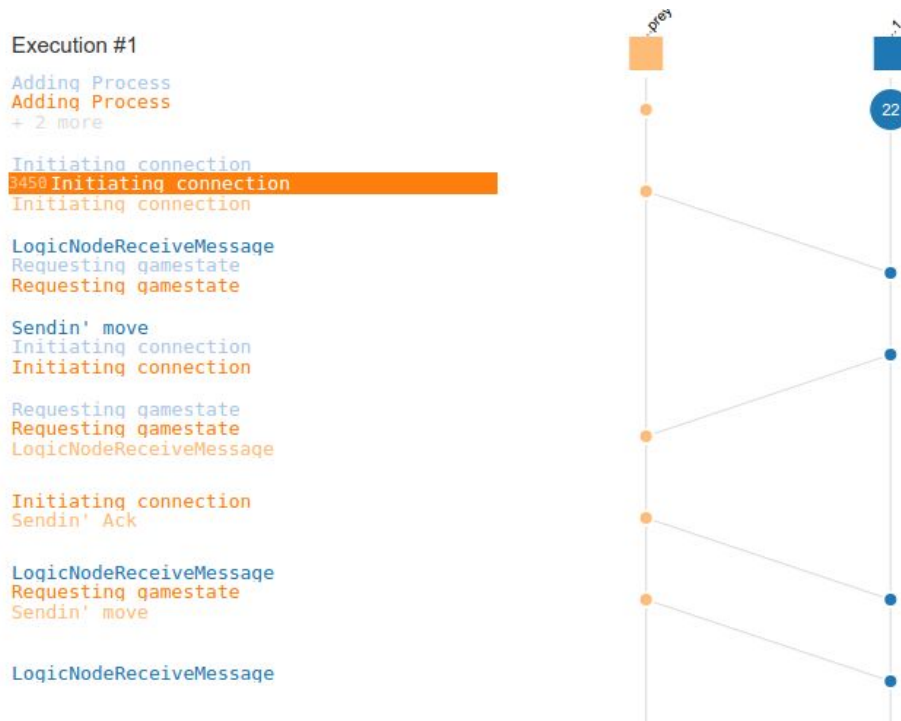 Execution #1
..prey
..1
Adding Process
Adding Process
+ 2 more
22
Initiating connection
3450 Initiating connection
Initiating connection
LogicNodeReceiveMessage
Requesting gamestate
Requesting gamestate
Sendin' move
Initiating connection
Initiating connection
Requesting gamestate
Requesting gamestate
LogicNodeReceiveMessage
Initiating connection
Sendin' Ack
LogicNodeReceiveMessage
Requesting gamestate
Sendin' move
LogicNodeReceiveMessage